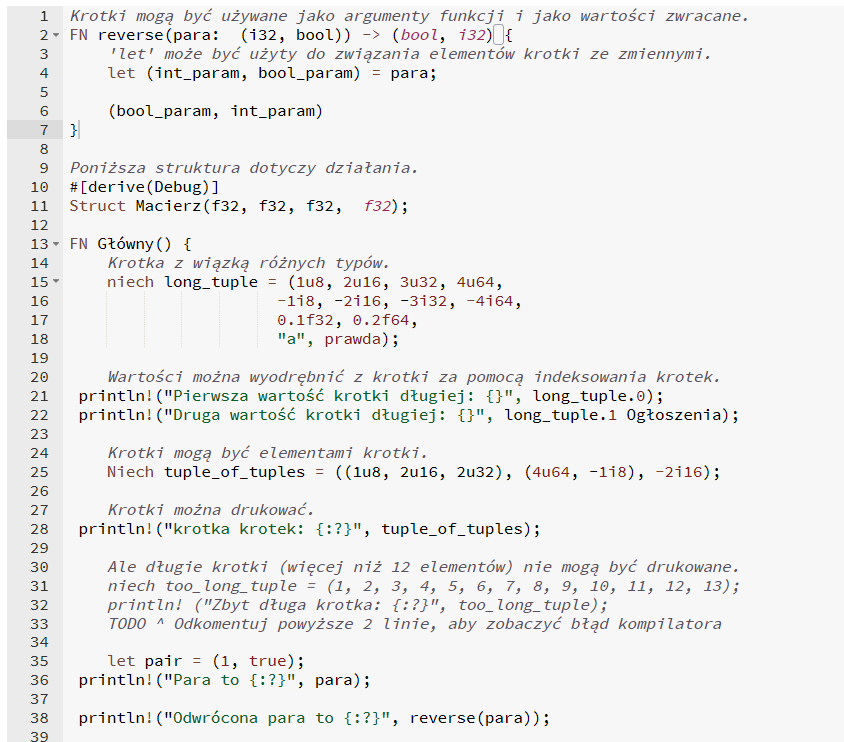 1 Krotki mogą być używane jako argumenty funkcji i jako wartości zwracane.
2 FN reverse(para:  (i32, bool)) -> (bool, i32) {
3 'let' może być użyty do związania elementów krotki ze zmiennymi.
4 let (int_param, bool_param) = para;
5
6 (bool_param, int_param)
7 }
8
9 Poniższa struktura dotyczy działania.
10 #[derive(Debug)]
11 Struct Macierz(f32, f32, f32,  f32);
12
13 FN Główny() {
14 Krotka z wiązką różnych typów.
15 niech long_tuple = (1u8, 2u16, 3u32, 4u64,
16 -1i8, -2i16, -3i32, -4i64,
17 0.1f32, 0.2f64,
18 "a", prawda);
19
20 Wartości można wyodrębnić z krotki za pomocą indeksowania krotek.
21 println!("Pierwsza wartość krotki długiej: {}", long_tuple.0);
22 println!("Druga wartość krotki długiej: {}", long_tuple.1 Ogłoszenia);
23
24 Krotki mogą być elementami krotki.
25 Niech tuple_of_tuples = ((1u8, 2u16, 2u32), (4u64, -1i8), -2i16);
26
27 Krotki można drukować.
28 println!("krotka krotek: {:?}", tuple_of_tuples);
29
30 Ale długie krotki (więcej niż 12 elementów) nie mogą być drukowane.
31 niech too_long_tuple = (1, 2, 3, 4, 5, 6, 7, 8, 9, 10, 11, 12, 13);
32 println! ("Zbyt długa krotka: {:?}", too_long_tuple);
33 TODO ^ Odkomentuj powyższe 2 linie, aby zobaczyć błąd kompilatora
34
35 let pair = (1, true);
36 println!("Para to {:?}", para);
37
38 println!("Odwrócona para to {:?}", reverse(para));
39